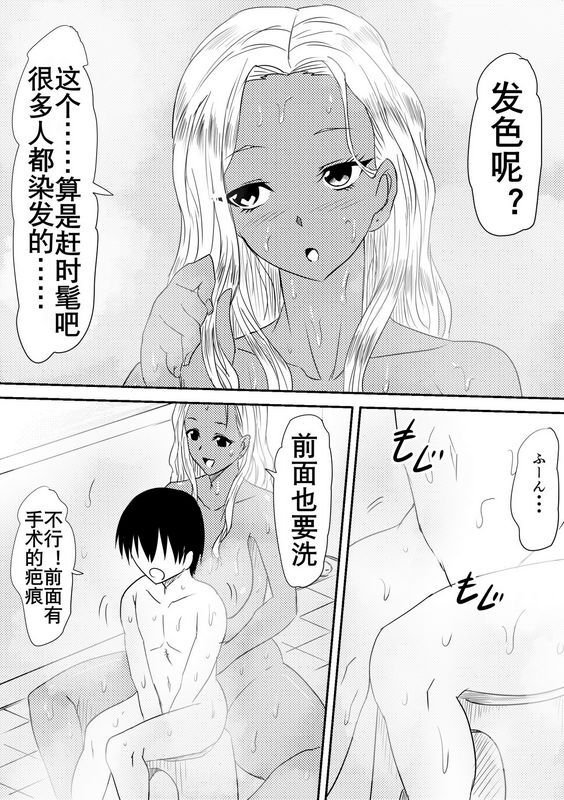 发色呢？
这个……算是赶时髦吧
很多人都染发的……
ふーん…
もじ
もじ
前面也要洗
不行！前面有
手术的疤痕